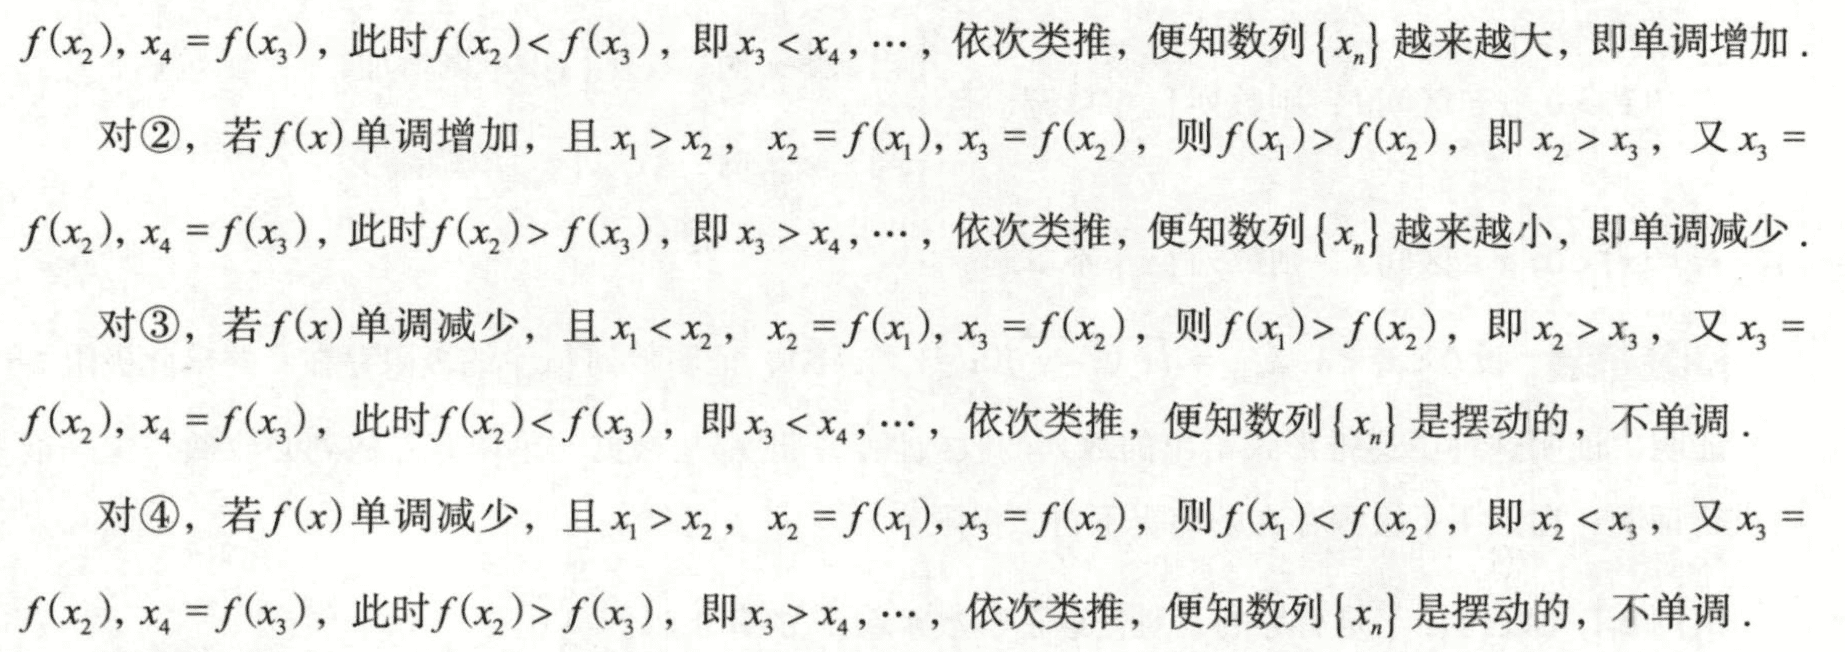 f(x₂), x₄ = f(x₃)，此时f(x₂)< f(x₃)，即x₃ < x₄, ⋯，依次类推，便知数列{xₙ}越来越大，即单调增加．
对②，若f(x)单调增加，且x₁ > x₂，x₂ = f(x₁), x₃ = f(x₂)，则f(x₁)> f(x₂)，即x₂ > x₃，又x₃ =
f(x₂), x₄ = f(x₃)，此时f(x₂)> f(x₃)，即x₃ > x₄, ⋯，依次类推，便知数列{xₙ}越来越小，即单调减少．
对③，若f(x)单调减少，且x₁ < x₂，x₂ = f(x₁), x₃ = f(x₂)，则f(x₁)> f(x₂)，即x₂ > x₃，又x₃ =
f(x₂), x₄ = f(x₃)，此时f(x₂)< f(x₃)，即x₃ < x₄, ⋯，依次类推，便知数列{xₙ}是摆动的，不单调．
对④，若f(x)单调减少，且x₁ > x₂，x₂ = f(x₁), x₃ = f(x₂)，则f(x₁)< f(x₂)，即x₂ < x₃，又x₃ =
f(x₂), x₄ = f(x₃)，此时f(x₂)> f(x₃)，即x₃ > x₄, ⋯，依次类推，便知数列{xₙ}是摆动的，不单调．